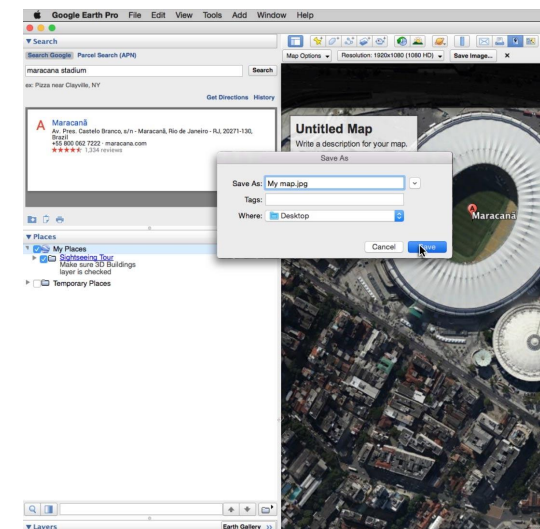 Google Earth Pro File Edit View Tools Add Window Help
▼ Search
Search Google Parcel Search (APN)
maracana stadium
Search
ex: Pizza near Clayville, NY
Get Directions History
A
Maracanã
Av. Pres. Castelo Branco, s/n - Maracanã, Rio de Janeiro - RJ, 20271-130,
Brazil
+55 800 062 7222 - maracana.com
1,334 reviews
▼ Places
My Places
Sightseeing Tour
Make sure 3D Buildings
layer is checked
Temporary Places
▼ Layers
Earth Gallery >>
Map Options Resolution: 1920x1080 (1080 HD) Save Image... X
Untitled Map
Write a description for your map.
Save As
Save As: My map.jpg
Tags:
Where: Desktop
Cancel Save
A
Maracanã